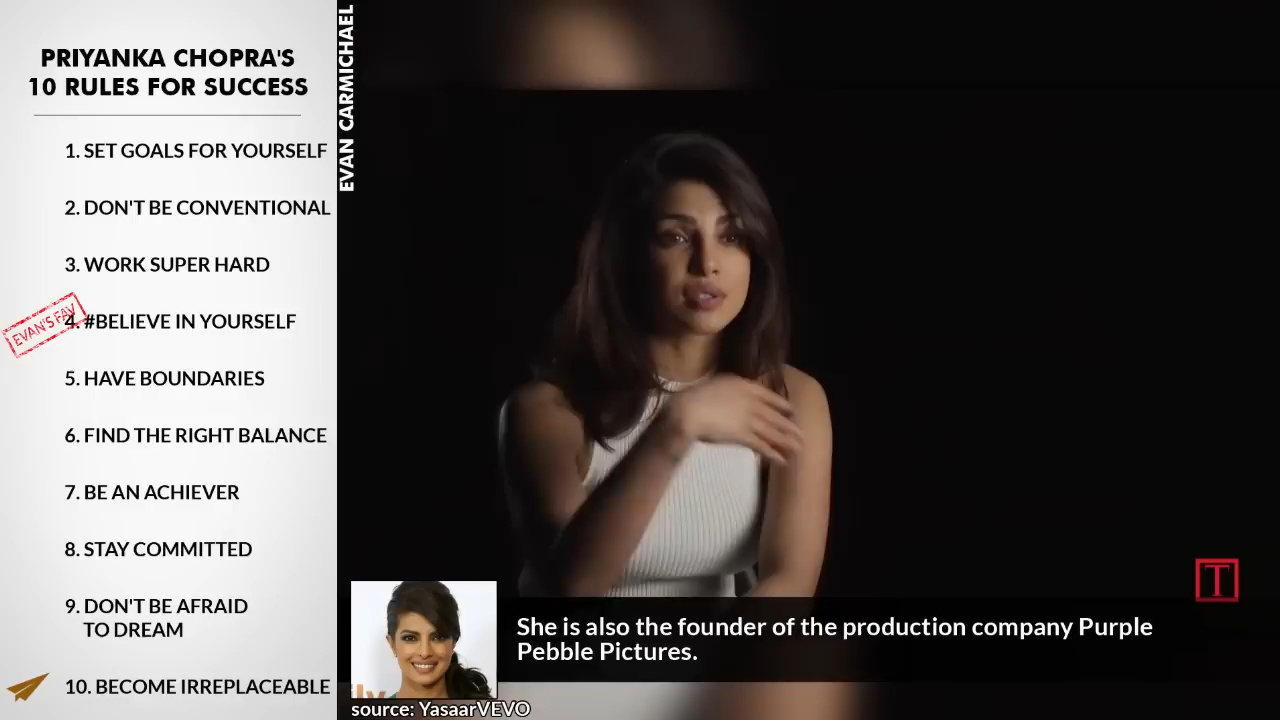 PRIYANKA CHOPRA'S
10 RULES FOR SUCCESS
1. SET GOALS FOR YOURSELF
2. DON'T BE CONVENTIONAL
3. WORK SUPER HARD
EVAN'S FAV
4. #BELIEVE IN YOURSELF
5. HAVE BOUNDARIES
6. FIND THE RIGHT BALANCE
7. BE AN ACHIEVER
8. STAY COMMITTED
9. DON'T BE AFRAID
TO DREAM
10. BECOME IRREPLACEABLE
EVAN CARMICHAEL
T
She is also the founder of the production company Purple
Pebble Pictures.
source: YasaarVEVO